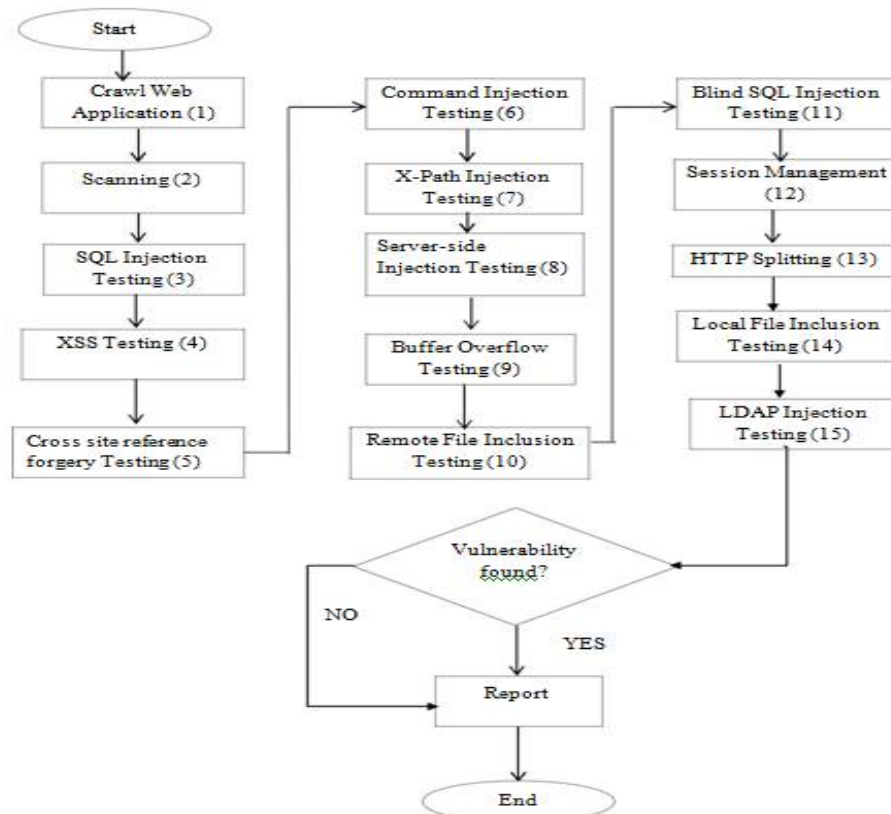 Start
Crawl Web
Application (1)
Scanning (2)
SQL Injection
Testing (3)
XSS Testing (4)
Cross site reference
forgery Testing (5)
Command Injection
Testing (6)
X-Path Injection
Testing (7)
Server-side
Injection Testing (8)
Buffer Overflow
Testing (9)
Remote File Inclusion
Testing (10)
Blind SQL Injection
Testing (11)
Session Management
(12)
HTTP Splitting (13)
Local File Inclusion
Testing (14)
LDAP Injection
Testing (15)
Vulnerability
found?
NO
YES
Report
End